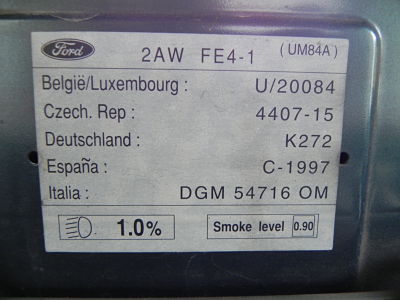 Ford 2AW FE4-1 (UM84A)
België/Luxembourg : U/20084
Czech. Rep : 4407-15
Deutschland : K272
España : C-1997
Italia : DGM 54716 OM
1.0% Smoke level 0.90